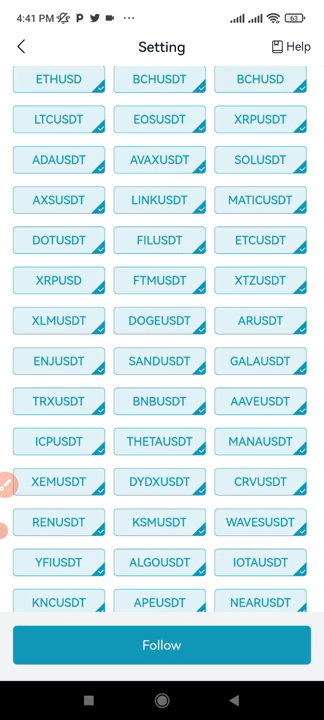 4:41 PM
63
Setting
Help
ETHUSD BCHUSDT BCHUSD
LTCUSDT EOSUSDT XRPUSDT
ADAUSDT AVAXUSDT SOLUSDT
AXSUSDT LINKUSDT MATICUSDT
DOTUSDT FILUSDT ETCUSDT
XRPUSD FTMUSDT XTZUSDT
XLMUSDT DOGEUSDT ARUSDT
ENJUSDT SANDUSDT GALAUSDT
TRXUSDT BNBUSDT AAVEUSDT
ICPUSDT THETAUSDT MANAUSDT
XEMUSDT DYDXUSDT CRVUSDT
RENUSDT KSMUSDT WAVESUSDT
YFIUSDT ALGOUSDT IOTAUSDT
KNCUSDT APEUSDT NEARUSDT
Follow